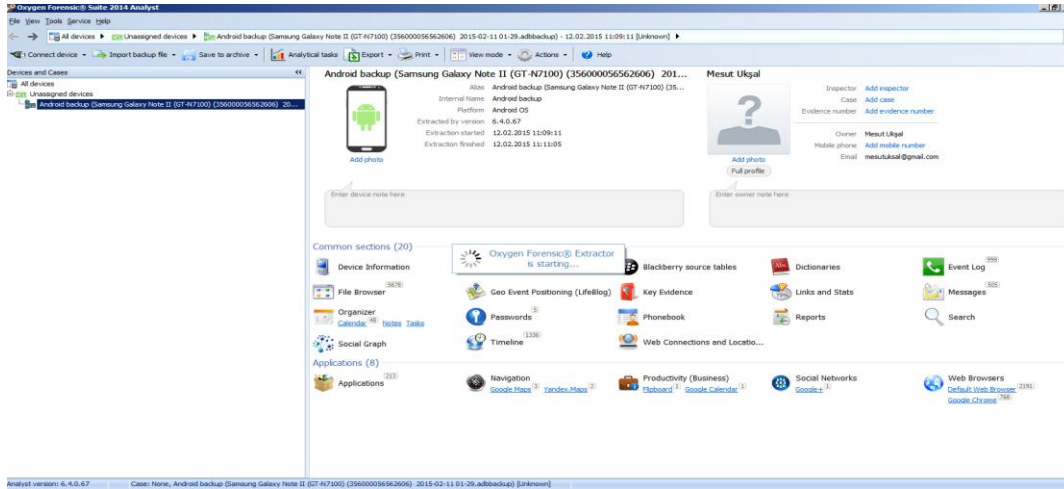 Oxygen Forensic® Suite 2014 Analyst
File View Tools Service Help
All devices Unassigned devices Android backup (Samsung Galaxy Note II (GT-N7100) (356000056562606) 2015-02-11 01-29.adbbackup) - 12.02.2015 11:09:11 [Unknown]
Connect device Import backup file Save to archive Analytical tasks Export Print View mode Actions Help
Devices and Cases
All devices
Unassigned devices
Android backup (Samsung Galaxy Note II (GT-N7100) (356000056562606) 20...
Android backup (Samsung Galaxy Note II (GT-N7100) (356000056562606) 201...
Alias Android backup (Samsung Galaxy Note II (GT-N7100) (35...
Internal Name Android backup
Platform Android OS
Extracted by version 6.4.0.67
Extraction started 12.02.2015 11:09:11
Extraction finished 12.02.2015 11:11:05
Add photo
Enter device note here
Mesut Ukşal
Inspector Add inspector
Case Add case
Evidence number Add evidence number
Owner Mesut Ukşal
Mobile phone Add mobile number
Email mesutuksal@gmail.com
Add photo
Full profile
Enter owner note here
Common sections (20)
Oxygen Forensic® Extractor
is starting...
Device Information
Blackberry source tables
Dictionaries
Event Log 999
File Browser 5678
Geo Event Positioning (LifeBlog)
Key Evidence
Links and Stats
Messages 505
Organizer
Calendar 48 Notes Tasks
Passwords 5
Phonebook
Reports
Search
Social Graph
Timeline 1336
Web Connections and Locatio...
Applications (8)
Applications 213
Navigation
Google Maps 3 Yandex.Maps 2
Productivity (Business)
Flipboard 1 Google Calendar 1
Social Networks
Google+ 1
Web Browsers
Default Web Browser 2191
Google Chrome 768
Analyst version: 6.4.0.67 Case: None, Android backup (Samsung Galaxy Note II (GT-N7100) (356000056562606) 2015-02-11 01-29.adbbackup) [Unknown]